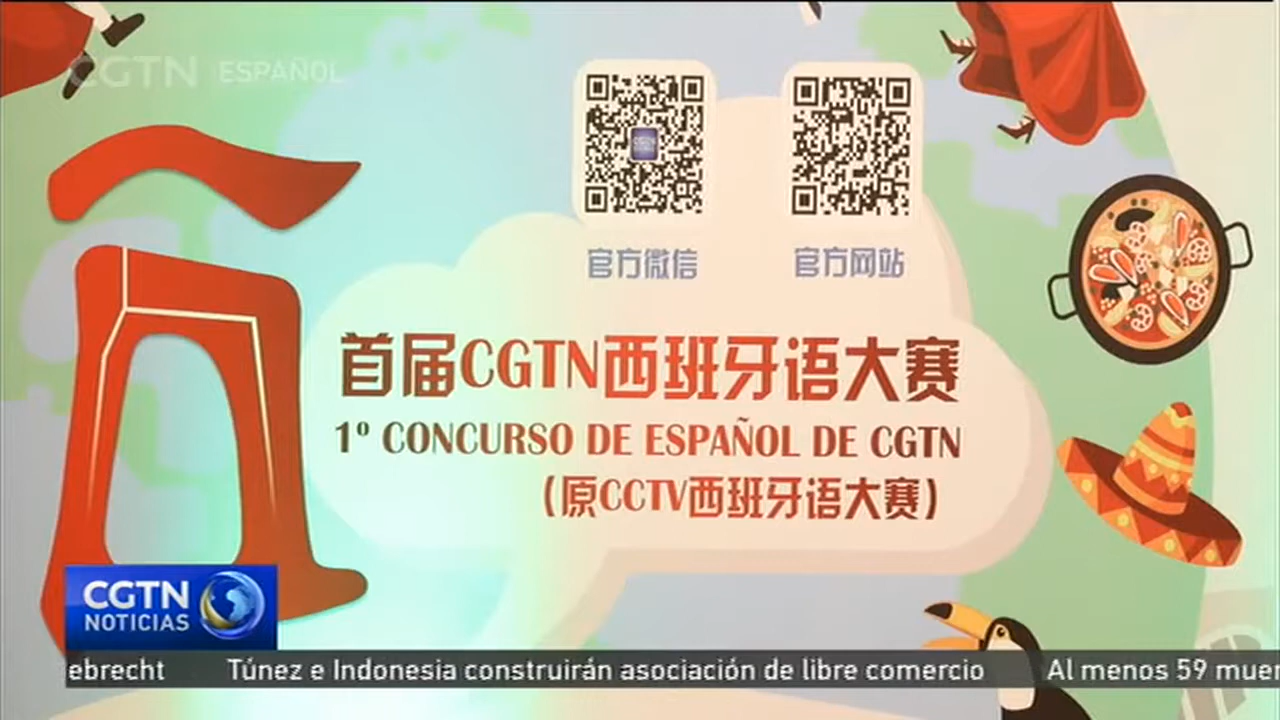 CGTN ESPAÑOL
官方微信 官方网站
首届CGTN西班牙语大赛
1º CONCURSO DE ESPAÑOL DE CGTN
(原CCTV西班牙语大赛)
CGTN
NOTICIAS
ebrecht Túnez e Indonesia construirán asociación de libre comercio Al menos 59 muer